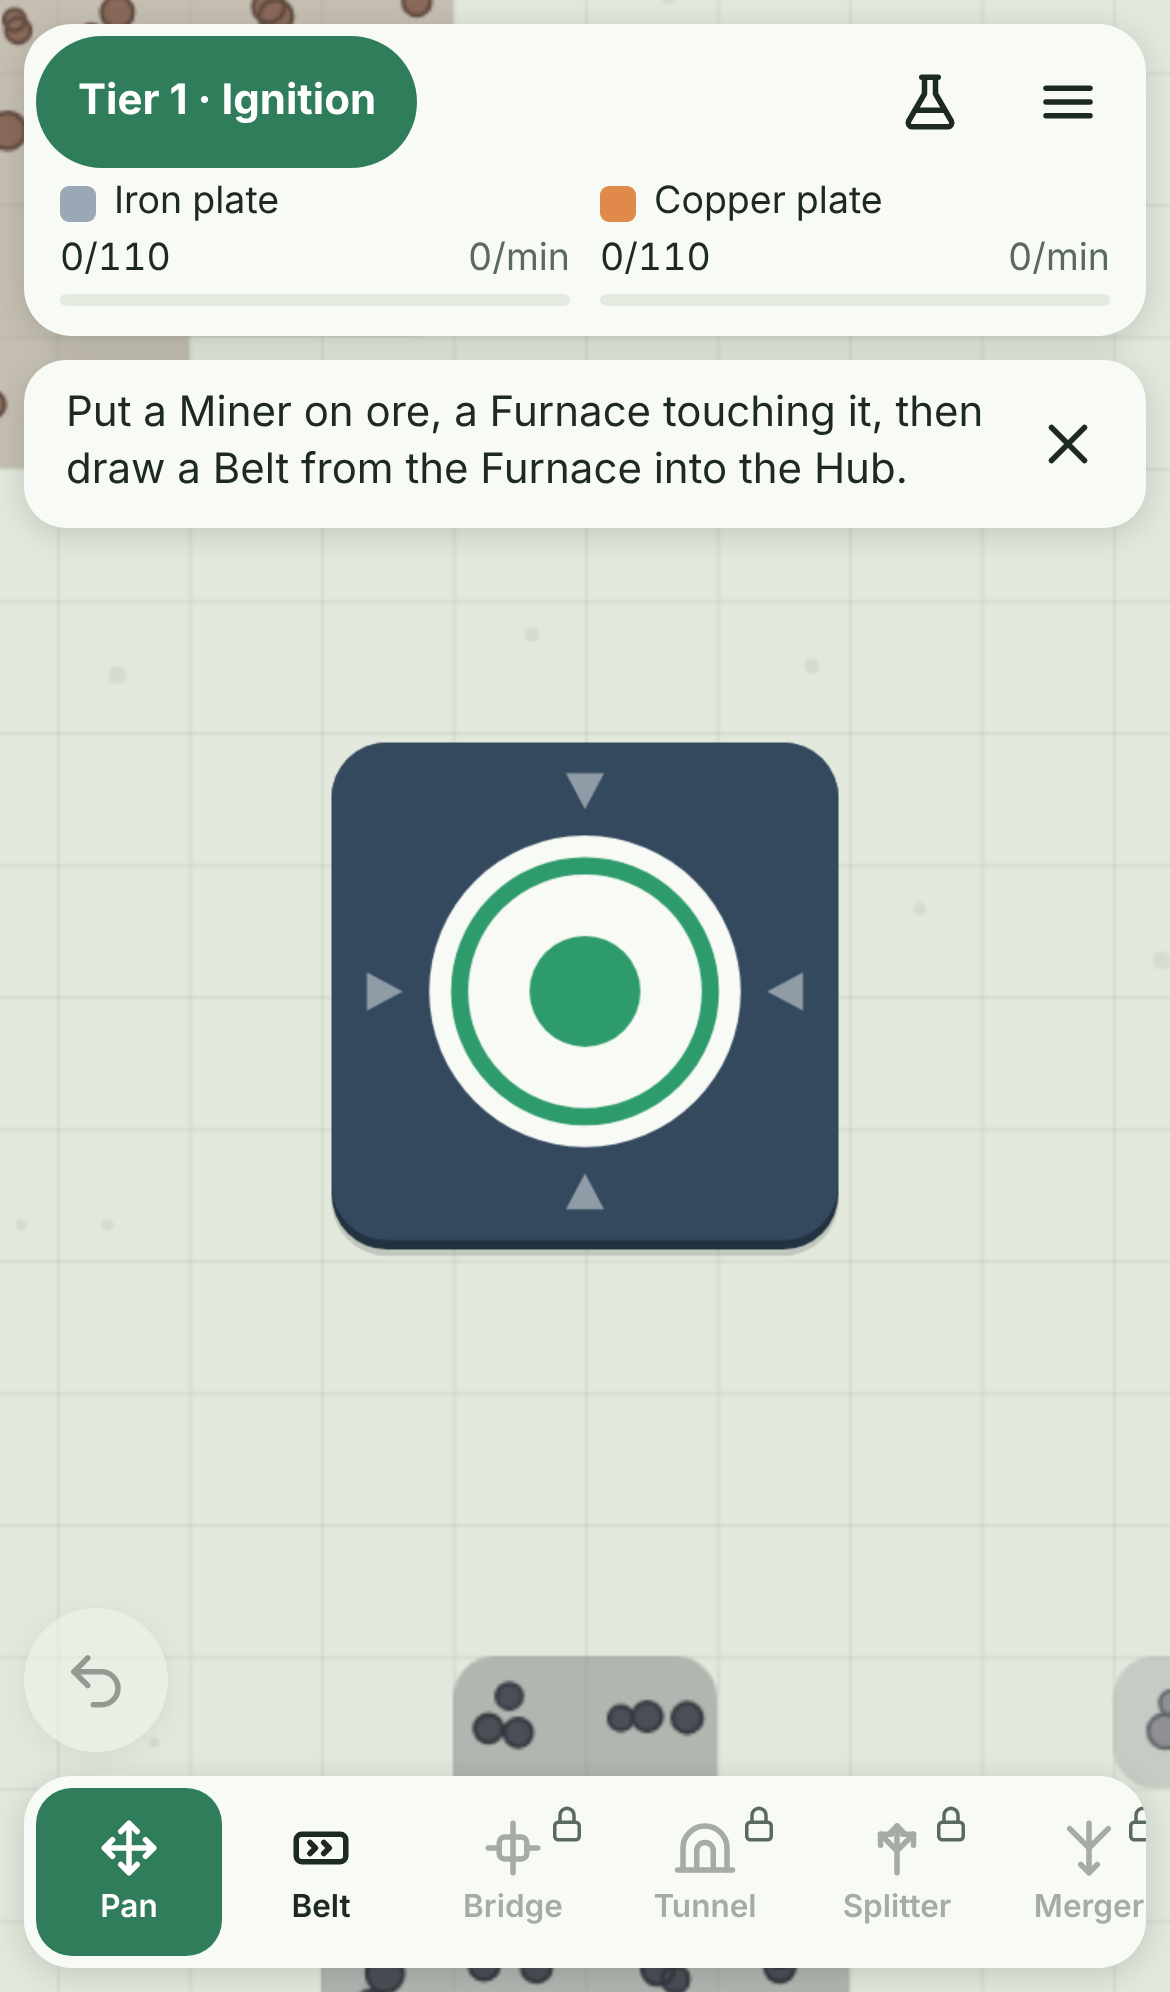 Tier 1 · Ignition
Iron plate
0/110 0/min
Copper plate
0/110 0/min
Put a Miner on ore, a Furnace touching it, then
draw a Belt from the Furnace into the Hub.
Pan
Belt
Bridge
Tunnel
Splitter
Merger